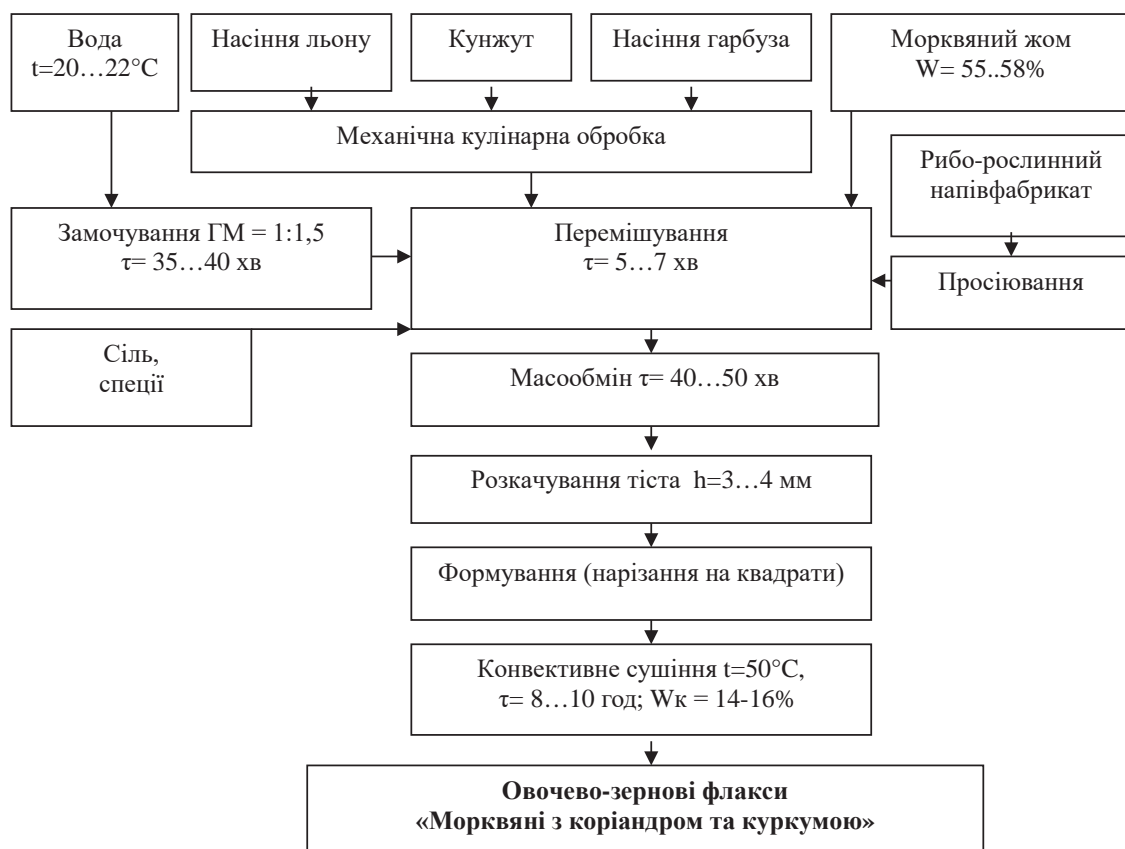 Вода
t=20…22°C
Насіння льону
Кунжут
Насіння гарбуза
Морквяний жом
W= 55..58%
Механічна кулінарна обробка
Рибо-рослинний
напівфабрикат
Замочування ГМ = 1:1,5
τ= 35…40 хв
Перемішування
τ= 5…7 хв
Просіювання
Сіль,
спеції
Масообмін τ= 40…50 хв
Розкачування тіста h=3…4 мм
Формування (нарізання на квадрати)
Конвективне сушіння t=50°C,
τ= 8…10 год; Wк = 14-16%
Овочево-зернові флакси
«Морквяні з коріандром та куркумою»